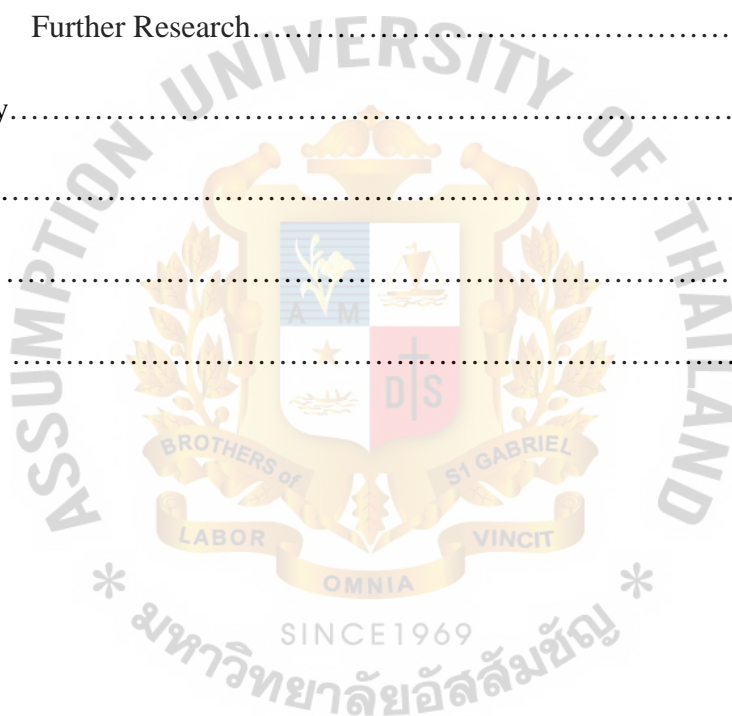 Further Research……………………………………………
y……………………………………………………………………
……………………………………………………………………
……………………………………………………………………
……………………………………………………………………
ASSUMPTION UNIVERSITY OF THAILAND
A M
D S
BROTHERS of S1 GABRIEL
LABOR VINCIT
OMNIA
SINCE1969
* มหาวิทยาลัยอัสสัมชัญ *